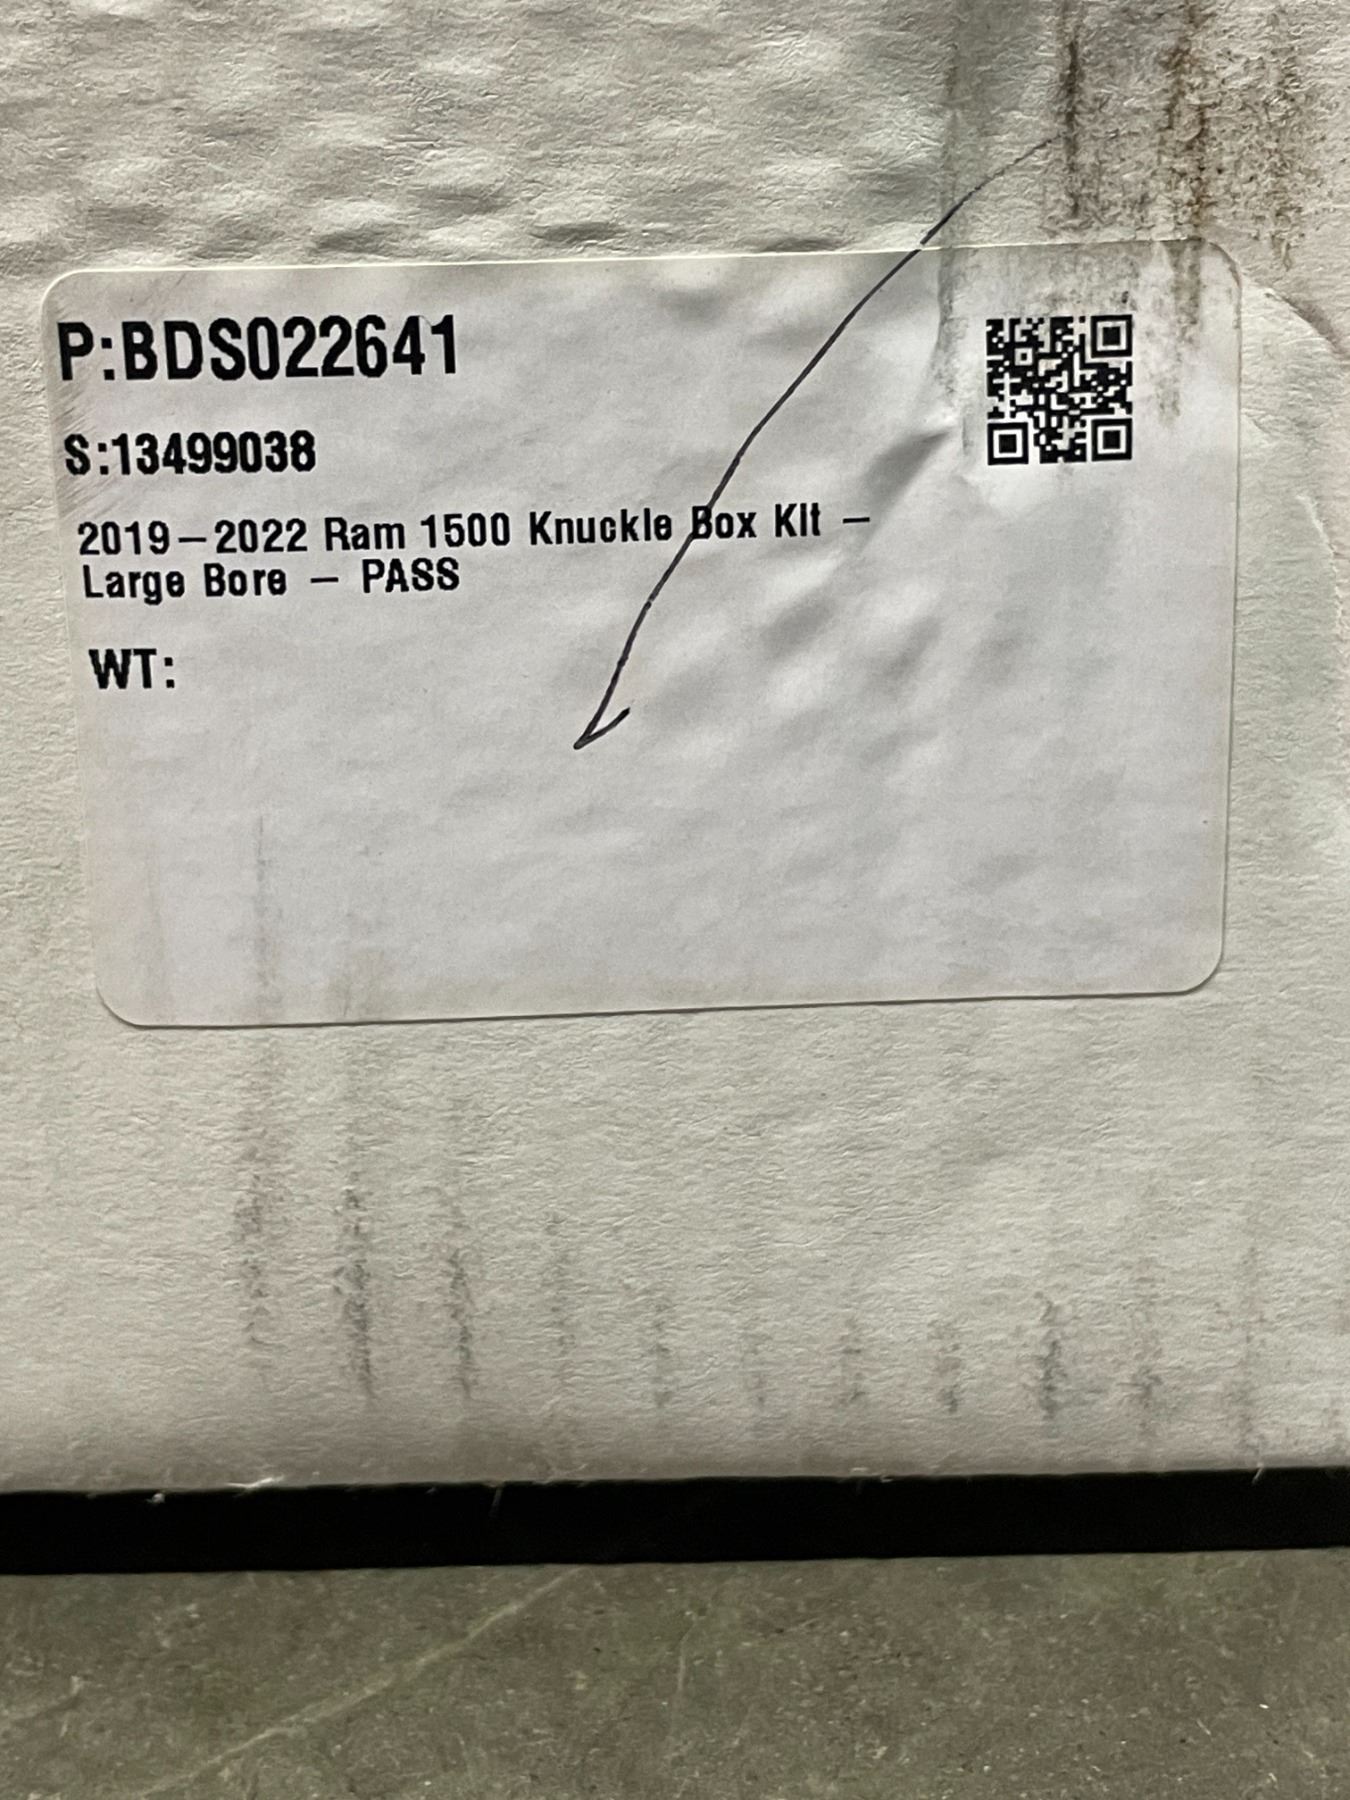 P:BDS022641
S:13499038
2019-2022 Ram 1500 Knuckle Box Kit -
Large Bore - PASS
WT: